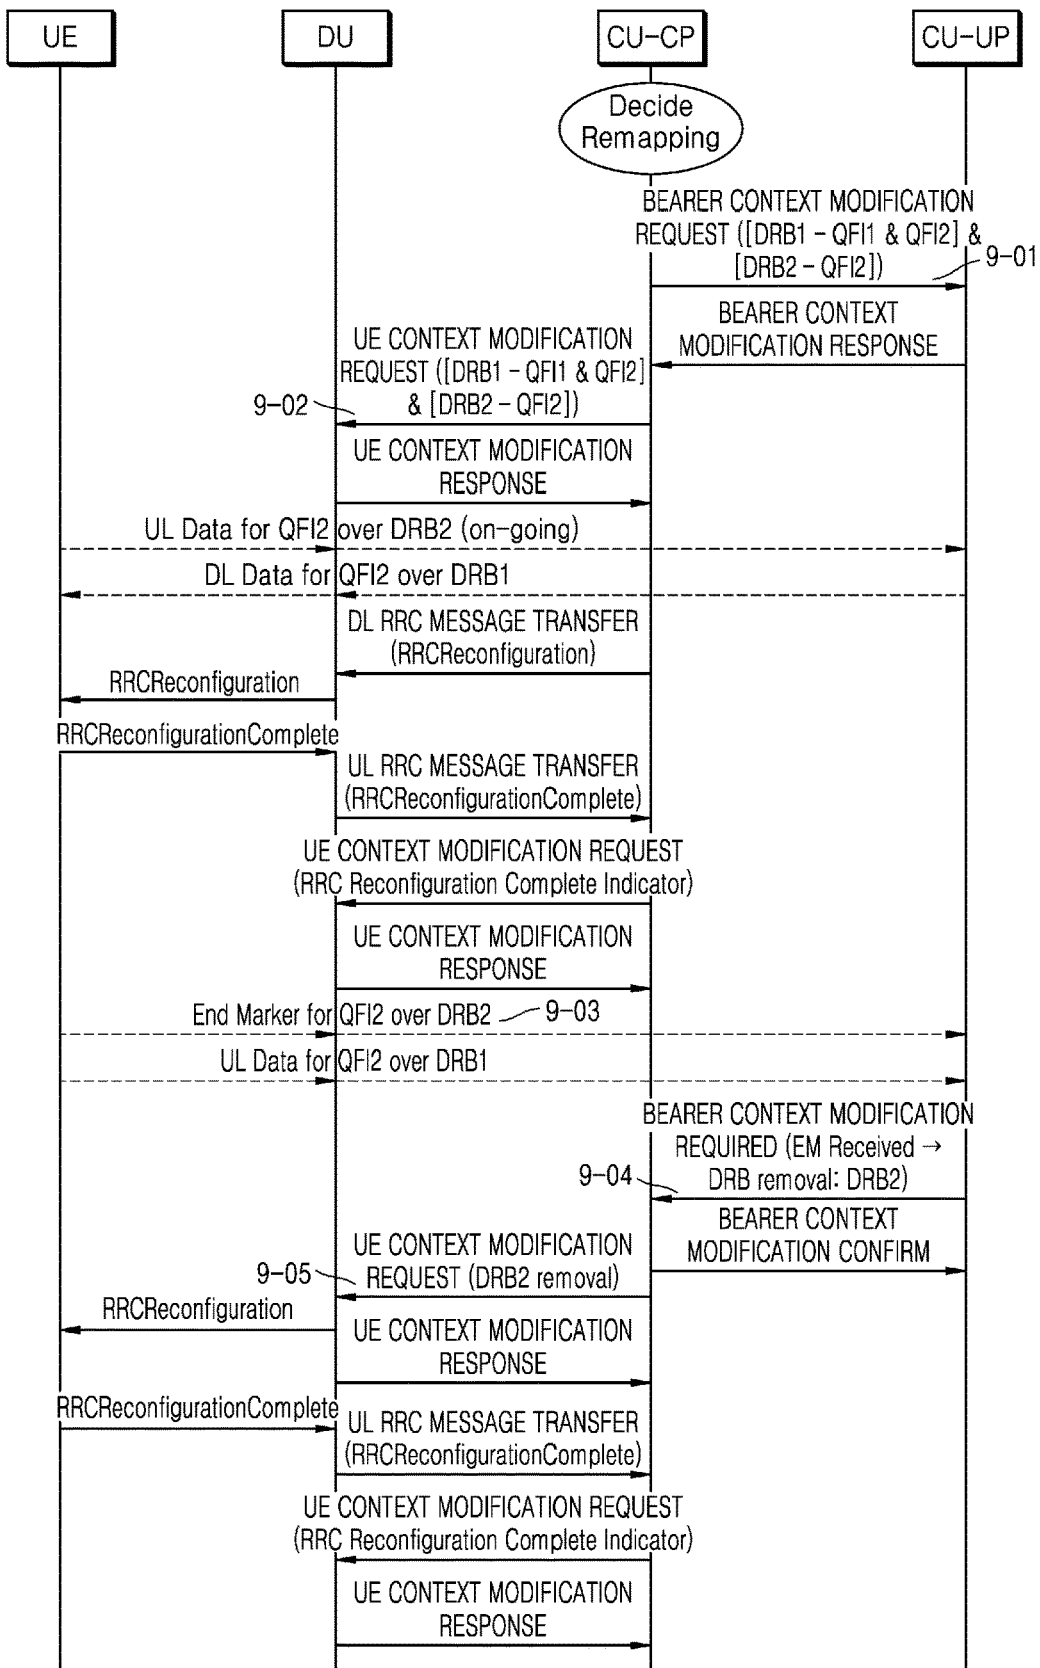 UE
DU
CU-CP
CU-UP
Decide
Remapping
BEARER CONTEXT MODIFICATION
REQUEST ([DRB1 – QFI1 & QFI2] &
[DRB2 – QFI2])
9-01
BEARER CONTEXT
MODIFICATION RESPONSE
UE CONTEXT MODIFICATION
REQUEST ([DRB1 – QFI1 & QFI2]
& [DRB2 – QFI2])
9-02
UE CONTEXT MODIFICATION
RESPONSE
UL Data for QFI2 over DRB2 (on-going)
DL Data for QFI2 over DRB1
DL RRC MESSAGE TRANSFER
(RRCReconfiguration)
RRCReconfiguration
RRCReconfigurationComplete
UL RRC MESSAGE TRANSFER
(RRCReconfigurationComplete)
UE CONTEXT MODIFICATION REQUEST
(RRC Reconfiguration Complete Indicator)
UE CONTEXT MODIFICATION
RESPONSE
End Marker for QFI2 over DRB2
9-03
UL Data for QFI2 over DRB1
BEARER CONTEXT MODIFICATION
REQUIRED (EM Received →
DRB removal: DRB2)
9-04
BEARER CONTEXT
MODIFICATION CONFIRM
UE CONTEXT MODIFICATION
REQUEST (DRB2 removal)
9-05
RRCReconfiguration
UE CONTEXT MODIFICATION
RESPONSE
RRCReconfigurationComplete
UL RRC MESSAGE TRANSFER
(RRCReconfigurationComplete)
UE CONTEXT MODIFICATION REQUEST
(RRC Reconfiguration Complete Indicator)
UE CONTEXT MODIFICATION
RESPONSE